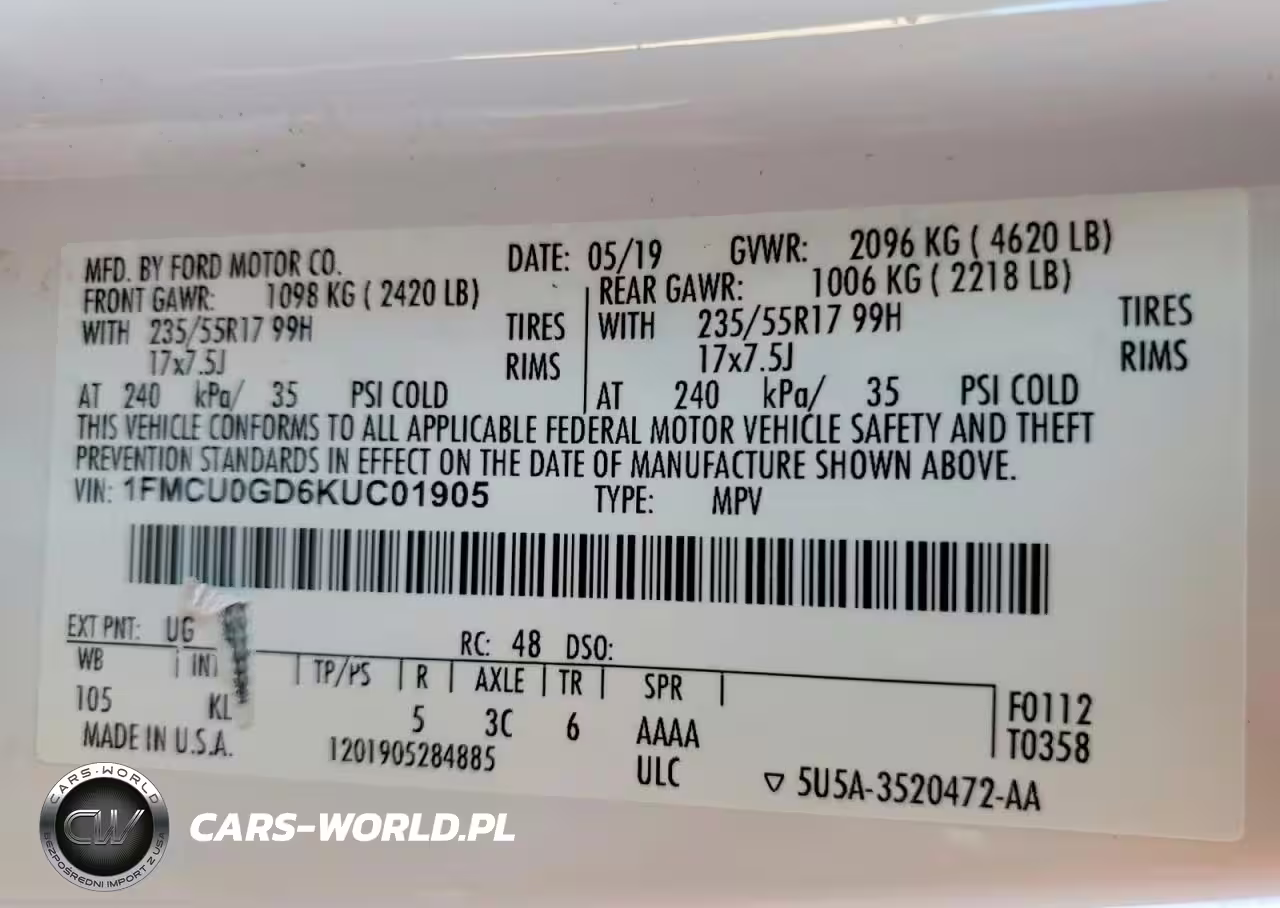 MFD. BY FORD MOTOR CO. DATE: 05/19 GVWR: 2096 KG ( 4620 LB)
FRONT GAWR: 1098 KG ( 2420 LB) REAR GAWR: 1006 KG ( 2218 LB)
WITH 235/55R17 99H TIRES WITH 235/55R17 99H TIRES
17x7.5J RIMS 17x7.5J RIMS
AT 240 kPa/ 35 PSI COLD AT 240 kPa/ 35 PSI COLD
THIS VEHICLE CONFORMS TO ALL APPLICABLE FEDERAL MOTOR VEHICLE SAFETY AND THEFT
PREVENTION STANDARDS IN EFFECT ON THE DATE OF MANUFACTURE SHOWN ABOVE.
VIN: 1FMCU0GD6KUC01905 TYPE: MPV
EXT PNT: UG RC: 48 DSO:
WB INT TP/PS R AXLE TR SPR
105 KL 5 3C 6 AAAA F0112
MADE IN U.S.A. 1201905284885 ULC T0358
▽ 5U5A-3520472-AA
CARS-WORLD
CW
BEZPOŚREDNI IMPORT Z USA
CARS-WORLD.PL